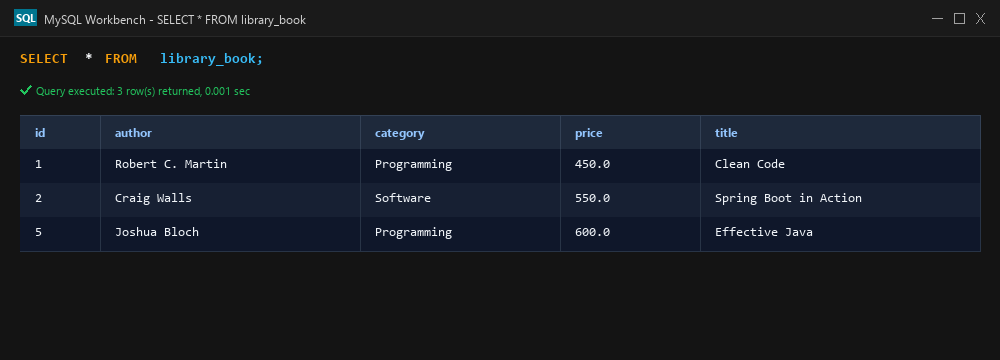 SQL MySQL Workbench - SELECT * FROM library_book
SELECT * FROM library_book;
Query executed: 3 row(s) returned, 0.001 sec
id author category price title
1 Robert C. Martin Programming 450.0 Clean Code
2 Craig Walls Software 550.0 Spring Boot in Action
5 Joshua Bloch Programming 600.0 Effective Java